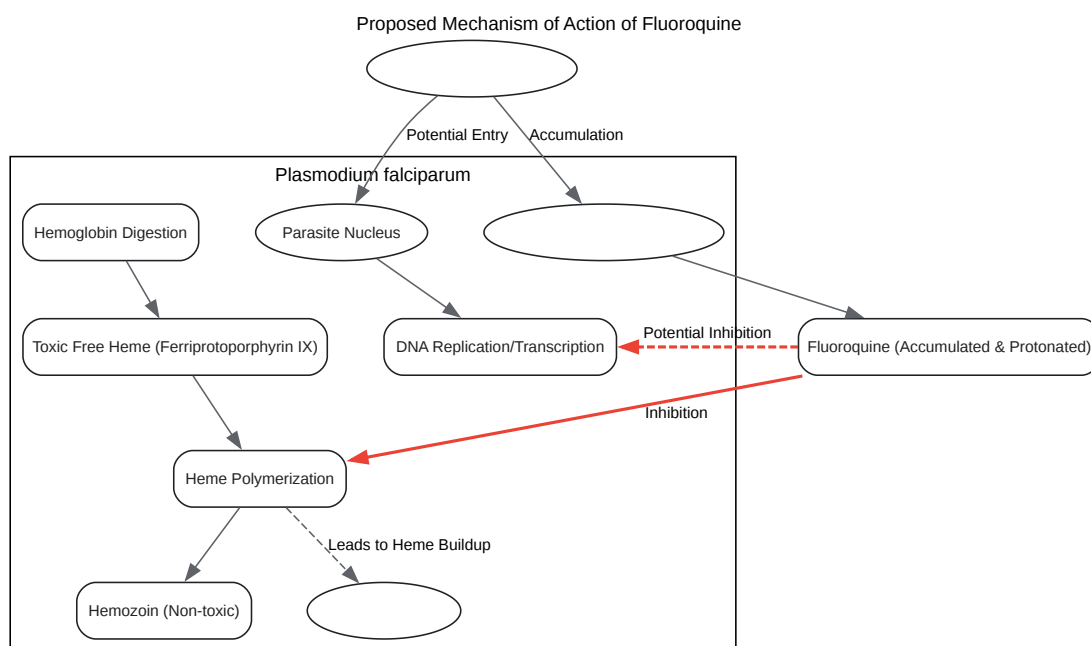 Proposed Mechanism of Action of Fluoroquine
Potential Entry
Accumulation
Plasmodium falciparum
Hemoglobin Digestion
Parasite Nucleus
Toxic Free Heme (Ferriprotoporphyrin IX)
DNA Replication/Transcription
Potential Inhibition
Fluoroquine (Accumulated & Protonated)
Inhibition
Heme Polymerization
Leads to Heme Buildup
Hemozoin (Non-toxic)